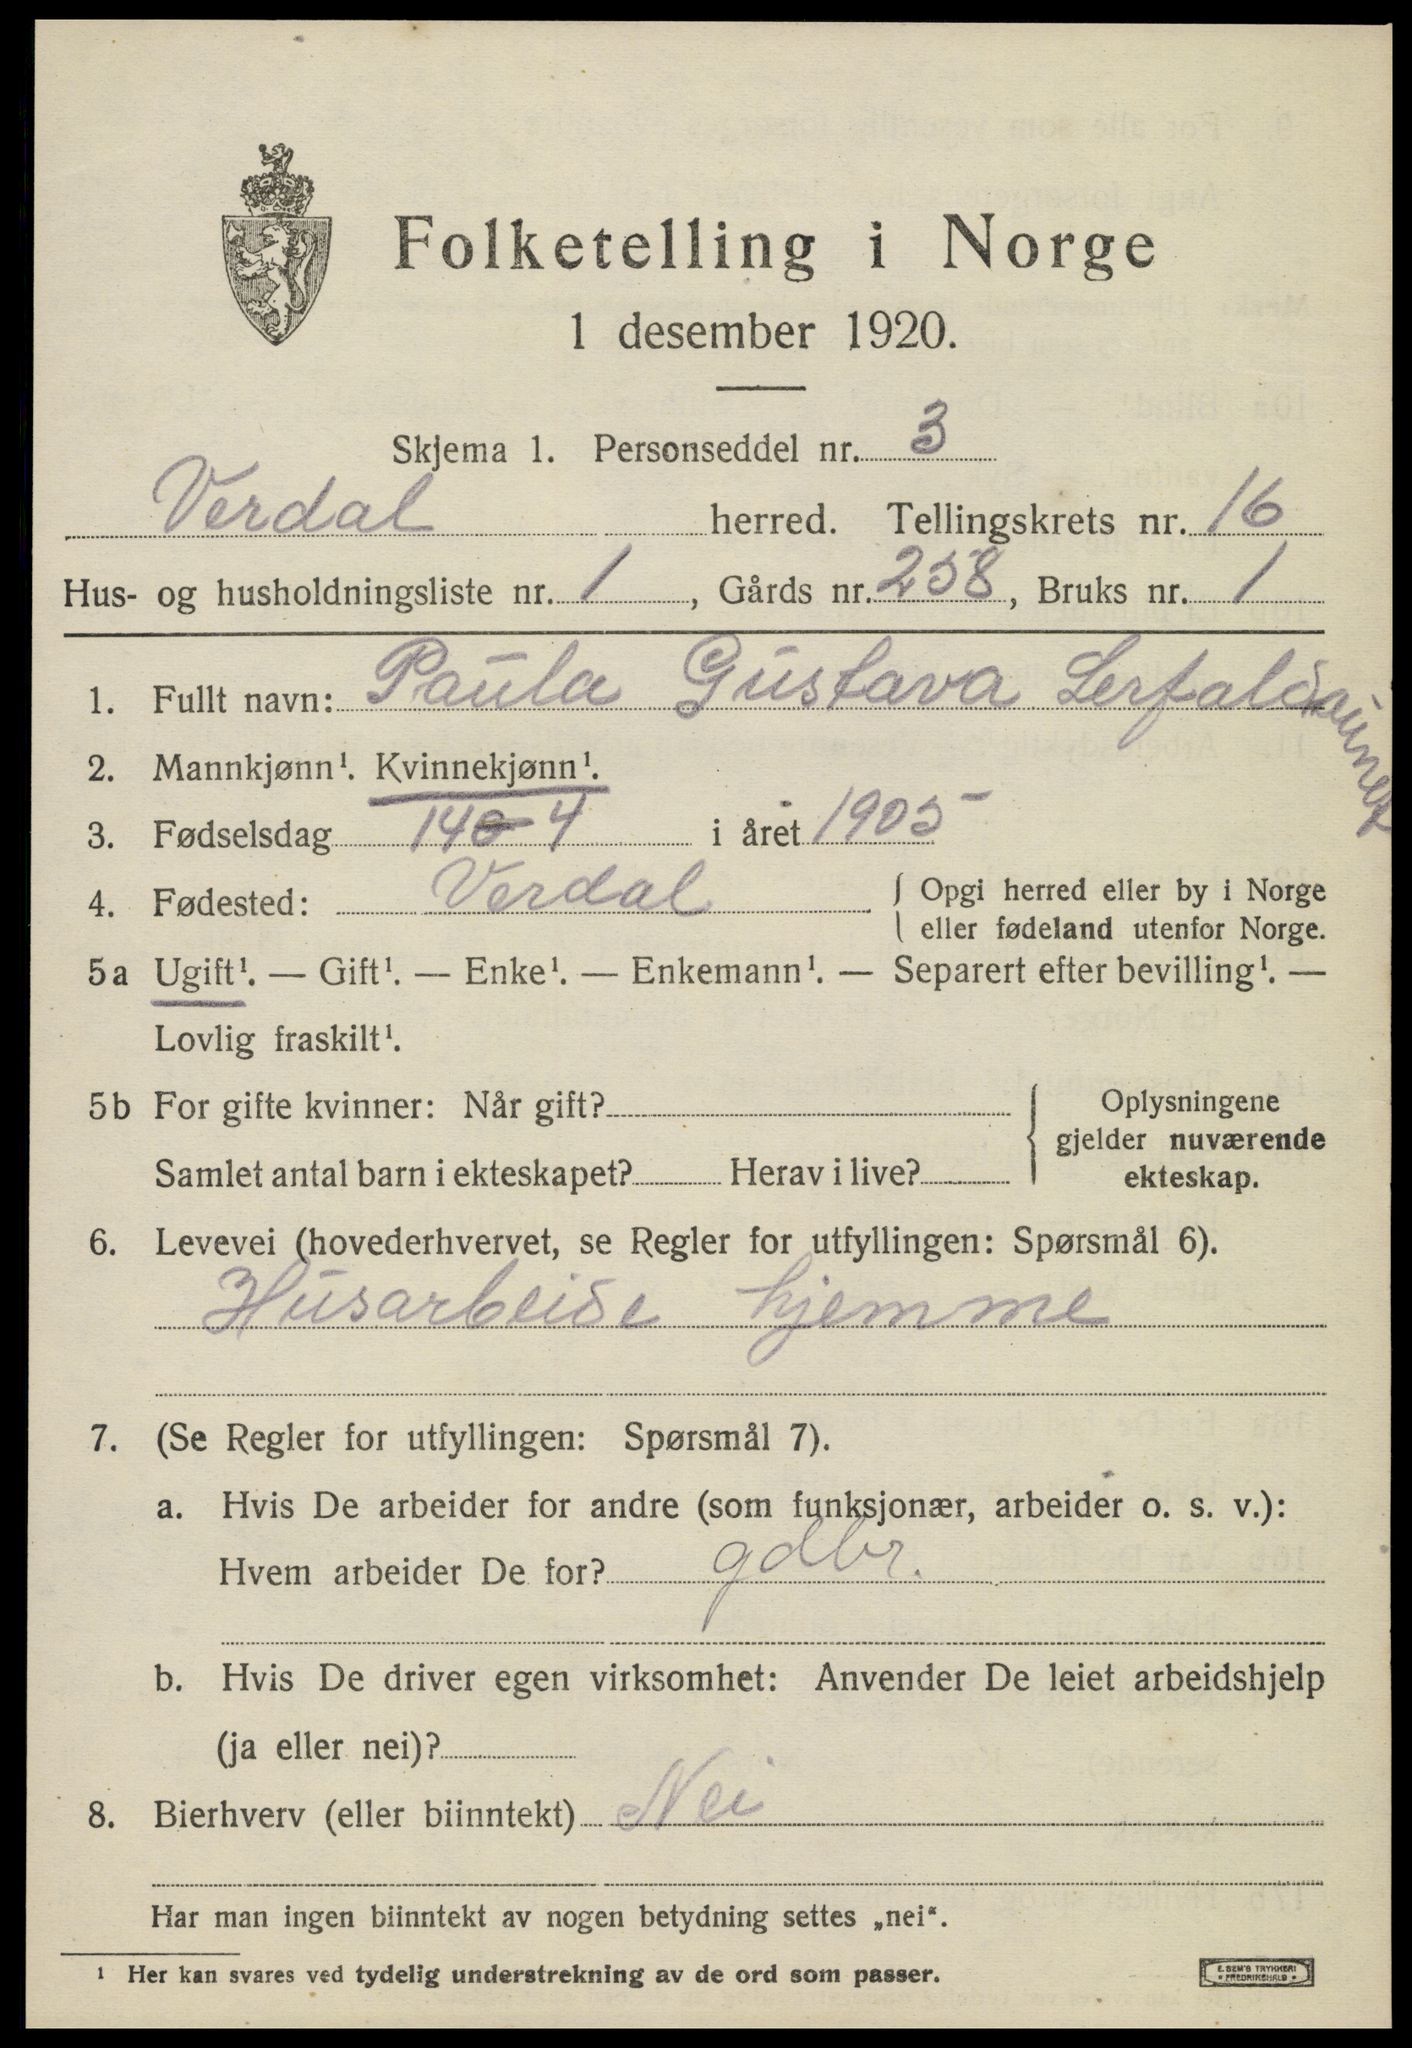 Folketelling i Norge
1 desember 1920.
Skjema 1. Personseddel nr. 3
Verdal herred. Tellingskrets nr. 16
Hus- og husholdningsliste nr. 1, Gårds nr. 258, Bruks nr. 1
1. Fullt navn: Paula Gustava Lerfald
2. Mannkjønn¹. Kvinnekjønn¹.
3. Fødselsdag 14 4 i året 1905
4. Fødested: Verdal { Opgi herred eller by i Norge
eller fødeland utenfor Norge.
5a Ugift¹. — Gift¹. — Enke¹. — Enkemann¹. — Separert efter bevilling¹. —
Lovlig fraskilt¹.
5b For gifte kvinner: Når gift? { Oplysningene
gjelder nuværende
Samlet antal barn i ekteskapet? Herav i live? ekteskap.
6. Levevei (hovederhvervet, se Regler for utfyllingen: Spørsmål 6).
Husarbeide hjemme
7. (Se Regler for utfyllingen: Spørsmål 7).
a. Hvis De arbeider for andre (som funksjonær, arbeider o. s. v.):
Hvem arbeider De for? gdbr.
b. Hvis De driver egen virksomhet: Anvender De leiet arbeidshjelp
(ja eller nei)?
8. Bierhverv (eller biinntekt) Nei
Har man ingen biinntekt av nogen betydning settes „nei“.
¹ Her kan svares ved tydelig understrekning av de ord som passer.
E. SEM'S TRYKKERI
• FREDRIKSHALD •